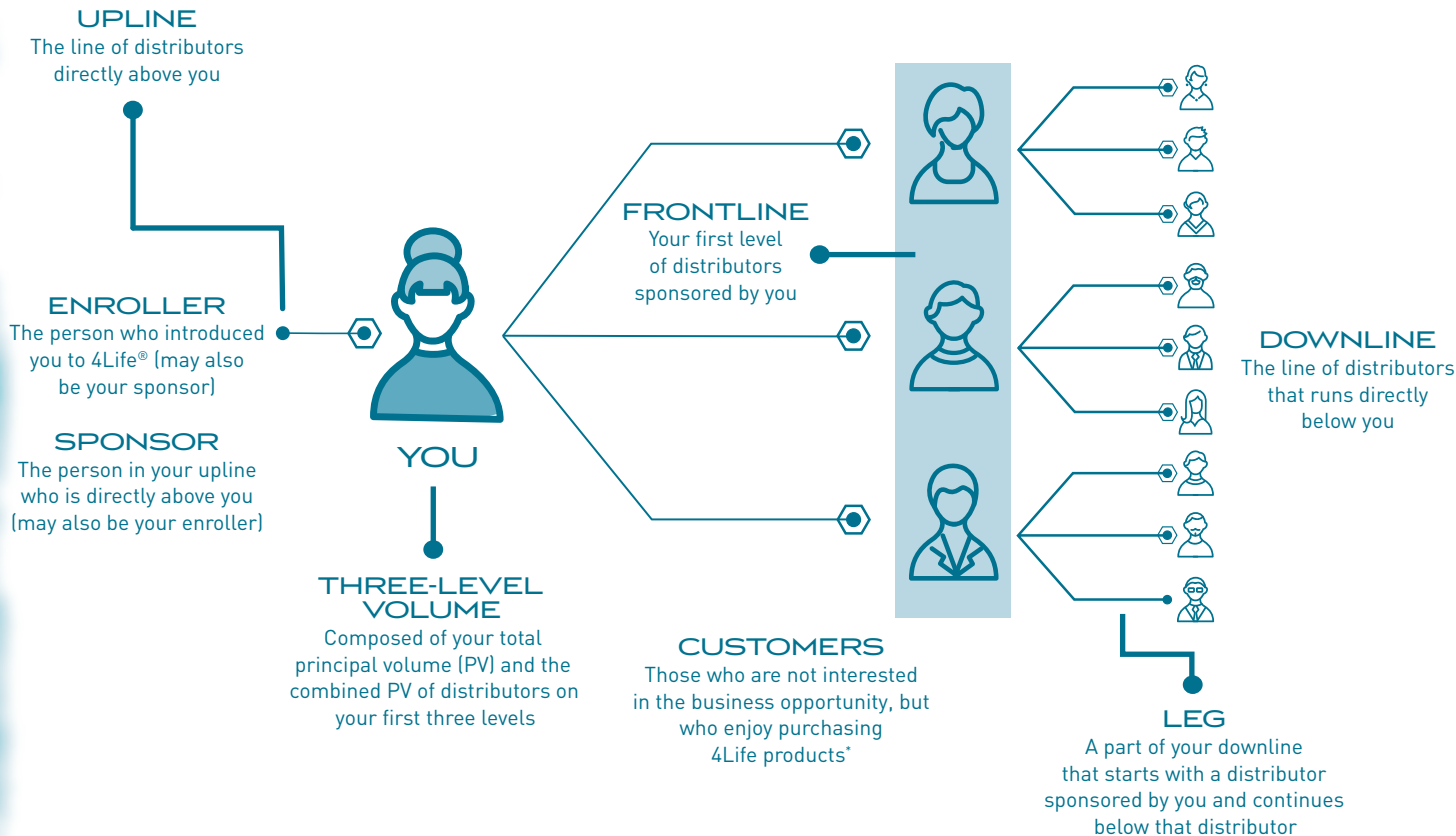 UPLINE
The line of distributors
directly above you
ENROLLER
The person who introduced
you to 4Life® (may also
be your sponsor)
SPONSOR
The person in your upline
who is directly above you
(may also be your enroller)
YOU
THREE-LEVEL
VOLUME
Composed of your total
principal volume (PV) and the
combined PV of distributors on
your first three levels
FRONTLINE
Your first level
of distributors
sponsored by you
CUSTOMERS
Those who are not interested
in the business opportunity, but
who enjoy purchasing
4Life products*
DOWNLINE
The line of distributors
that runs directly
below you
LEG
A part of your downline
that starts with a distributor
sponsored by you and continues
below that distributor